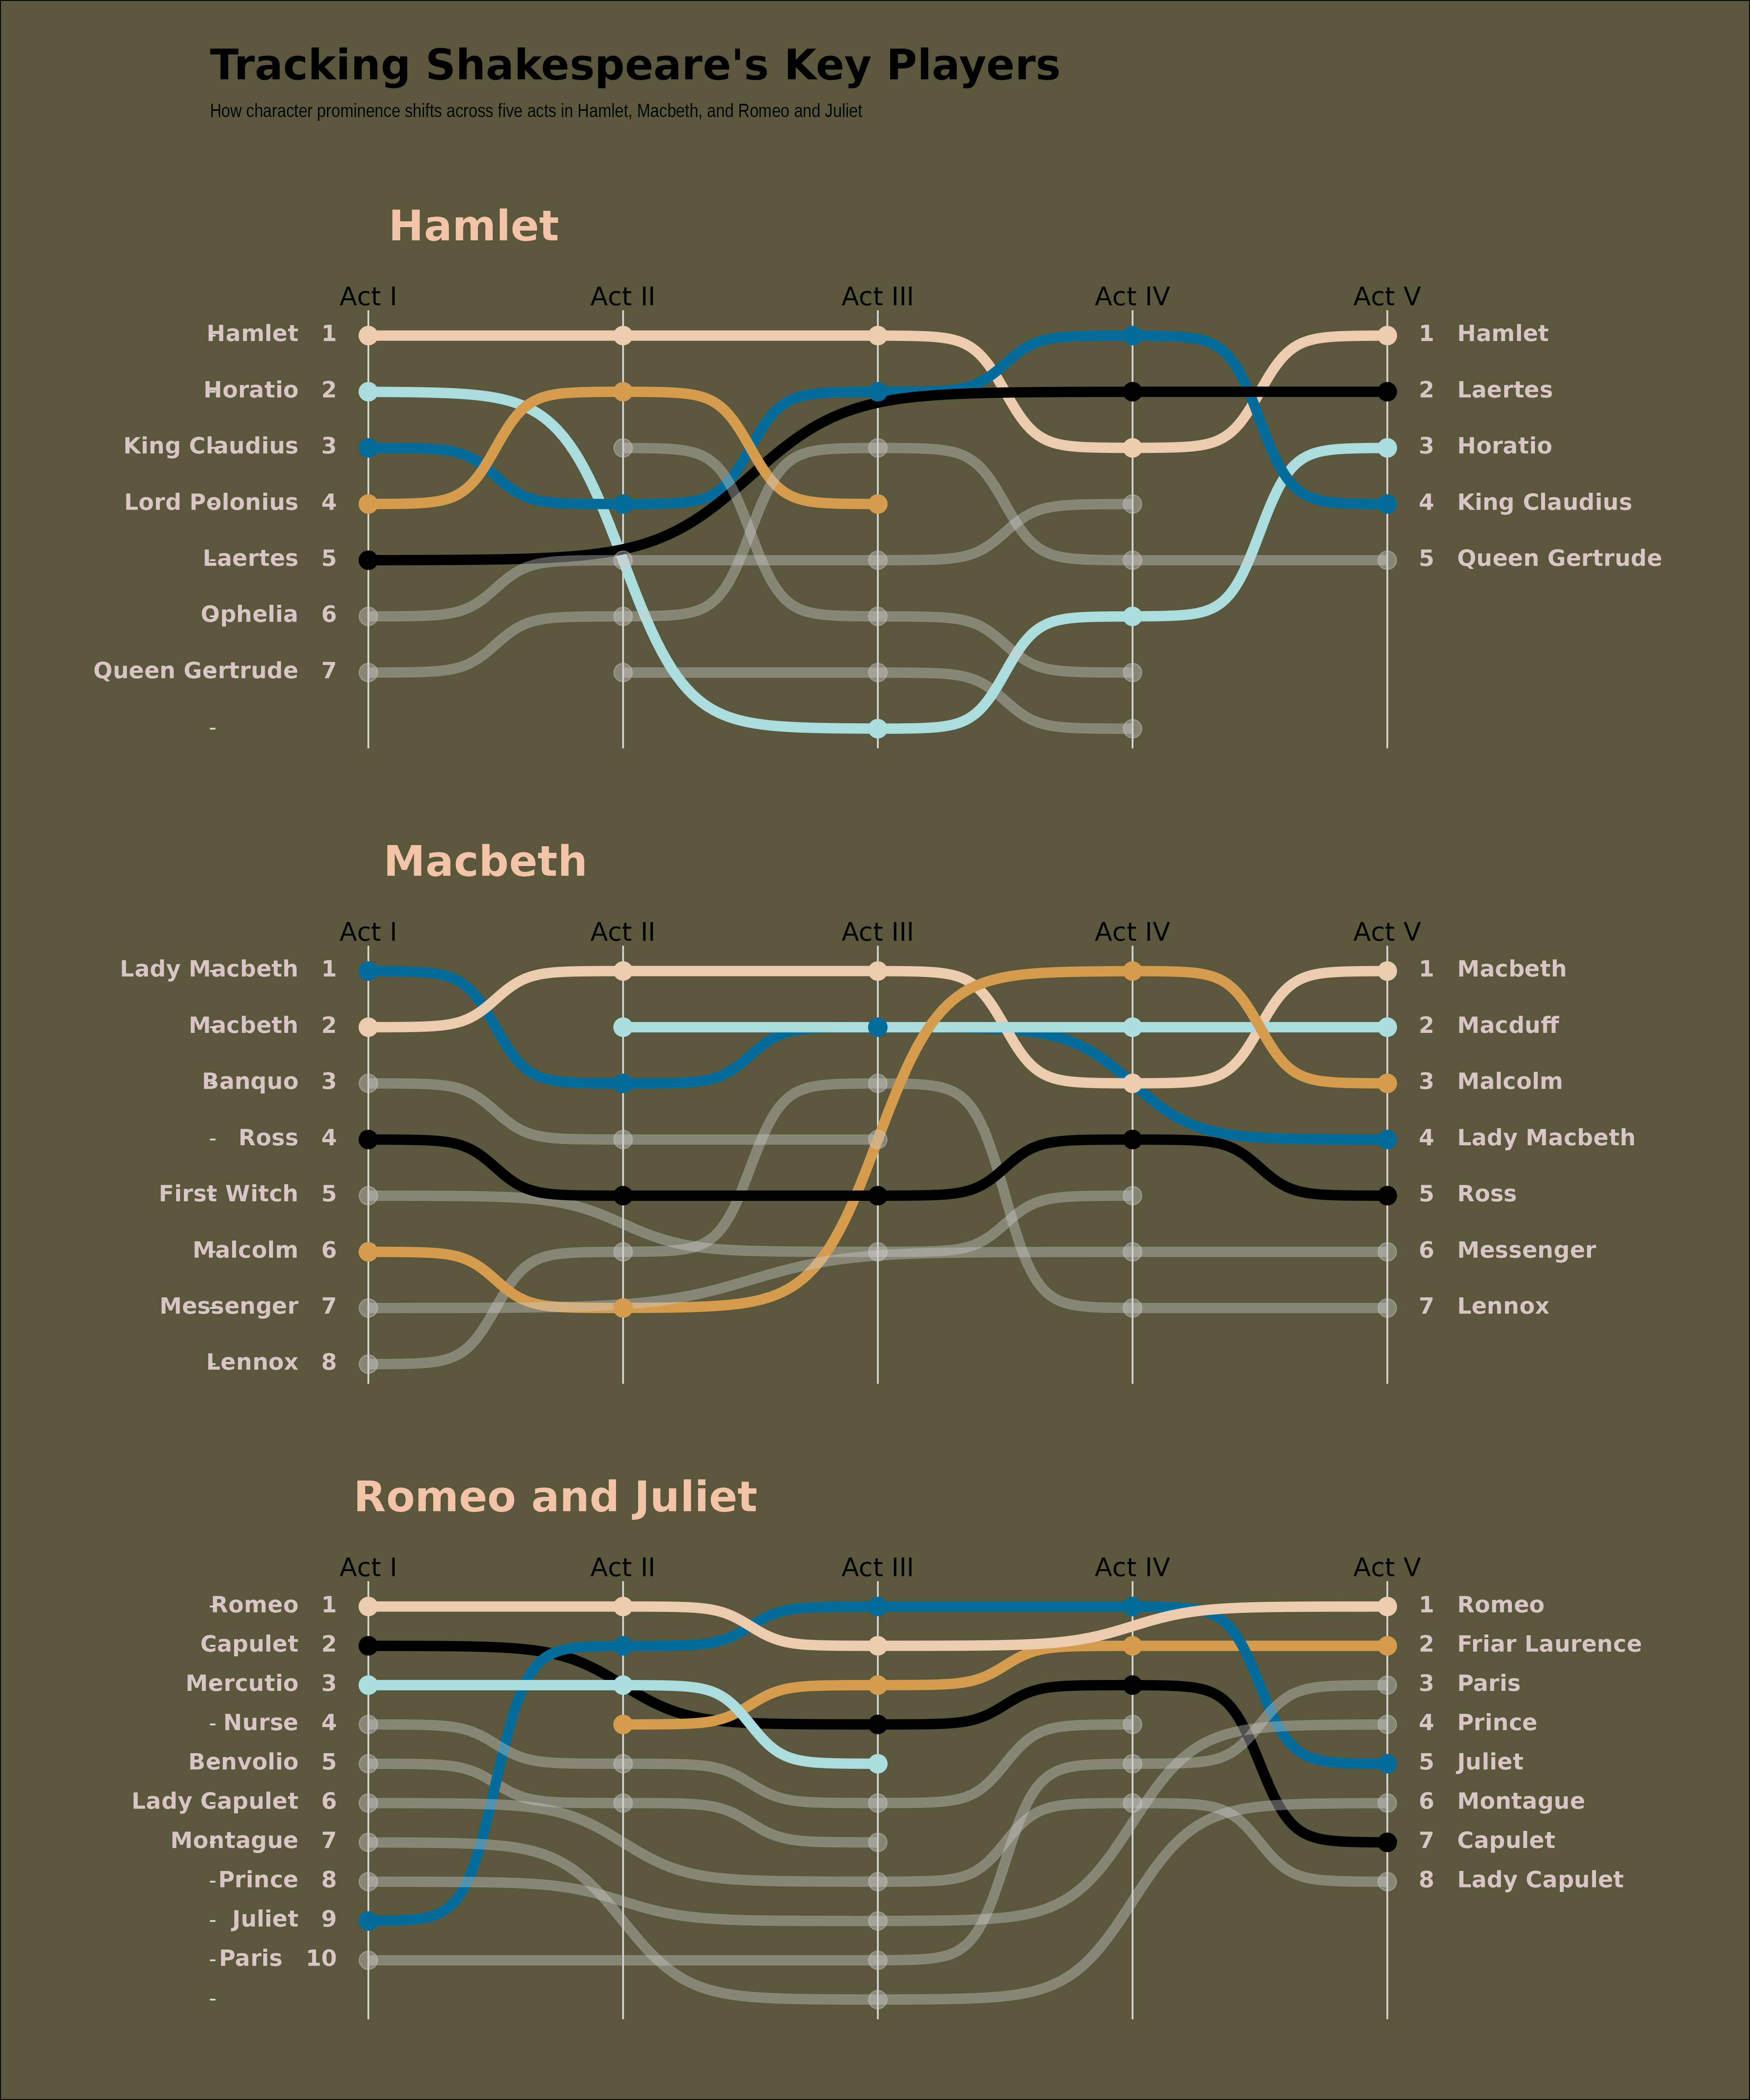 Tracking Shakespeare's Key Players
How character prominence shifts across five acts in Hamlet, Macbeth, and Romeo and Juliet
Hamlet
Act I Act II Act III Act IV Act V
Hamlet 1 1 Hamlet
Horatio 2 2 Laertes
King Claudius 3 3 Horatio
Lord Polonius 4 4 King Claudius
Laertes 5 5 Queen Gertrude
Ophelia 6
Queen Gertrude 7
-
Macbeth
Act I Act II Act III Act IV Act V
Lady Macbeth 1 1 Macbeth
Macbeth 2 2 Macduff
Banquo 3 3 Malcolm
- Ross 4 4 Lady Macbeth
First Witch 5 5 Ross
Malcolm 6 6 Messenger
Messenger 7 7 Lennox
Lennox 8
Romeo and Juliet
Act I Act II Act III Act IV Act V
Romeo 1 1 Romeo
Capulet 2 2 Friar Laurence
Mercutio 3 3 Paris
- Nurse 4 4 Prince
Benvolio 5 5 Juliet
Lady Capulet 6 6 Montague
Montague 7 7 Capulet
- Prince 8 8 Lady Capulet
- Juliet 9
- Paris 10
-